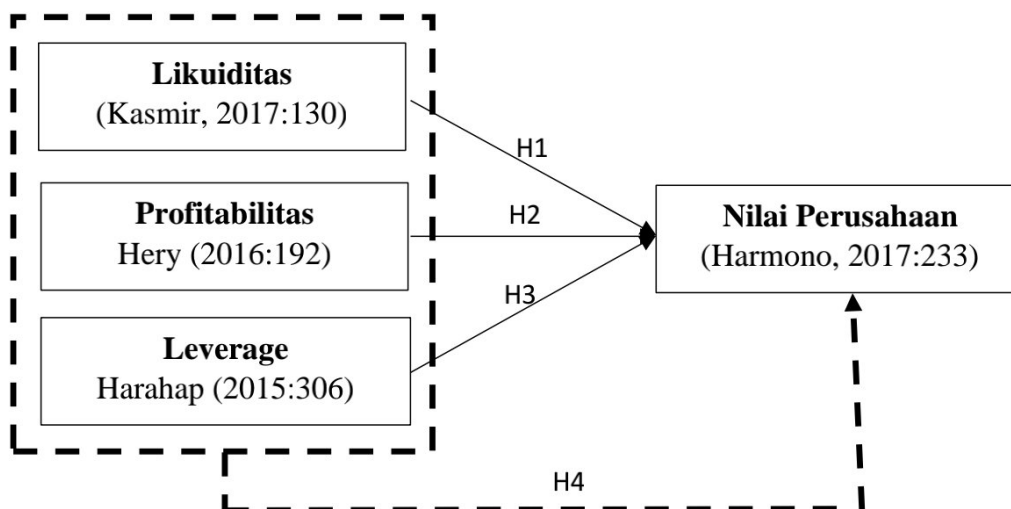 Likuiditas
(Kasmir, 2017:130)
H1
Profitabilitas
Hery (2016:192)
H2
Nilai Perusahaan
(Harmono, 2017:233)
H3
Leverage
Harahap (2015:306)
H4